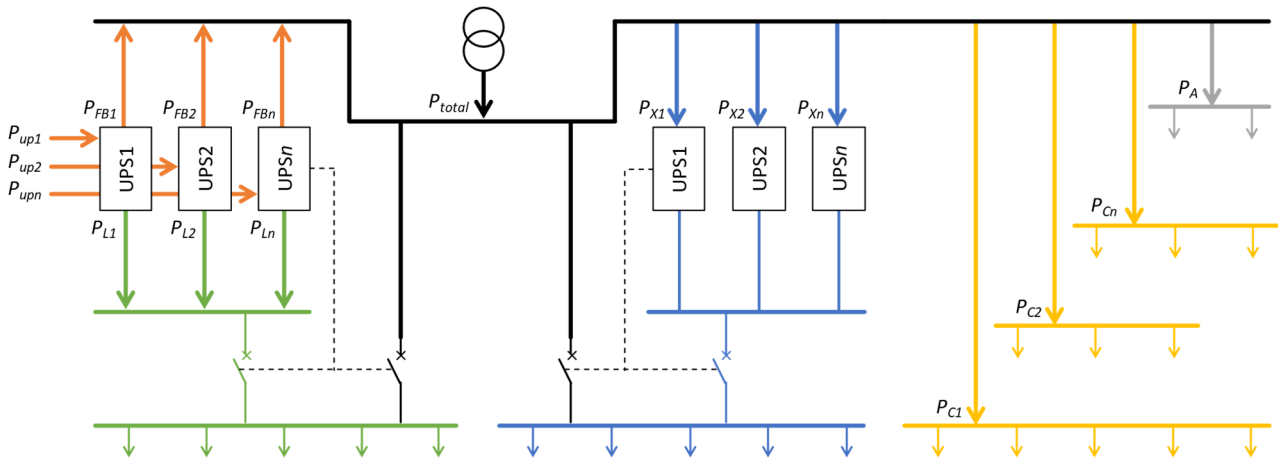 P_total
P_FB1
P_FB2
P_FBn
P_up1
P_up2
P_upn
UPS1
UPS2
UPSn
P_L1
P_L2
P_Ln
P_X1
P_X2
P_Xn
UPS1
UPS2
UPSn
P_A
P_Cn
P_C2
P_C1